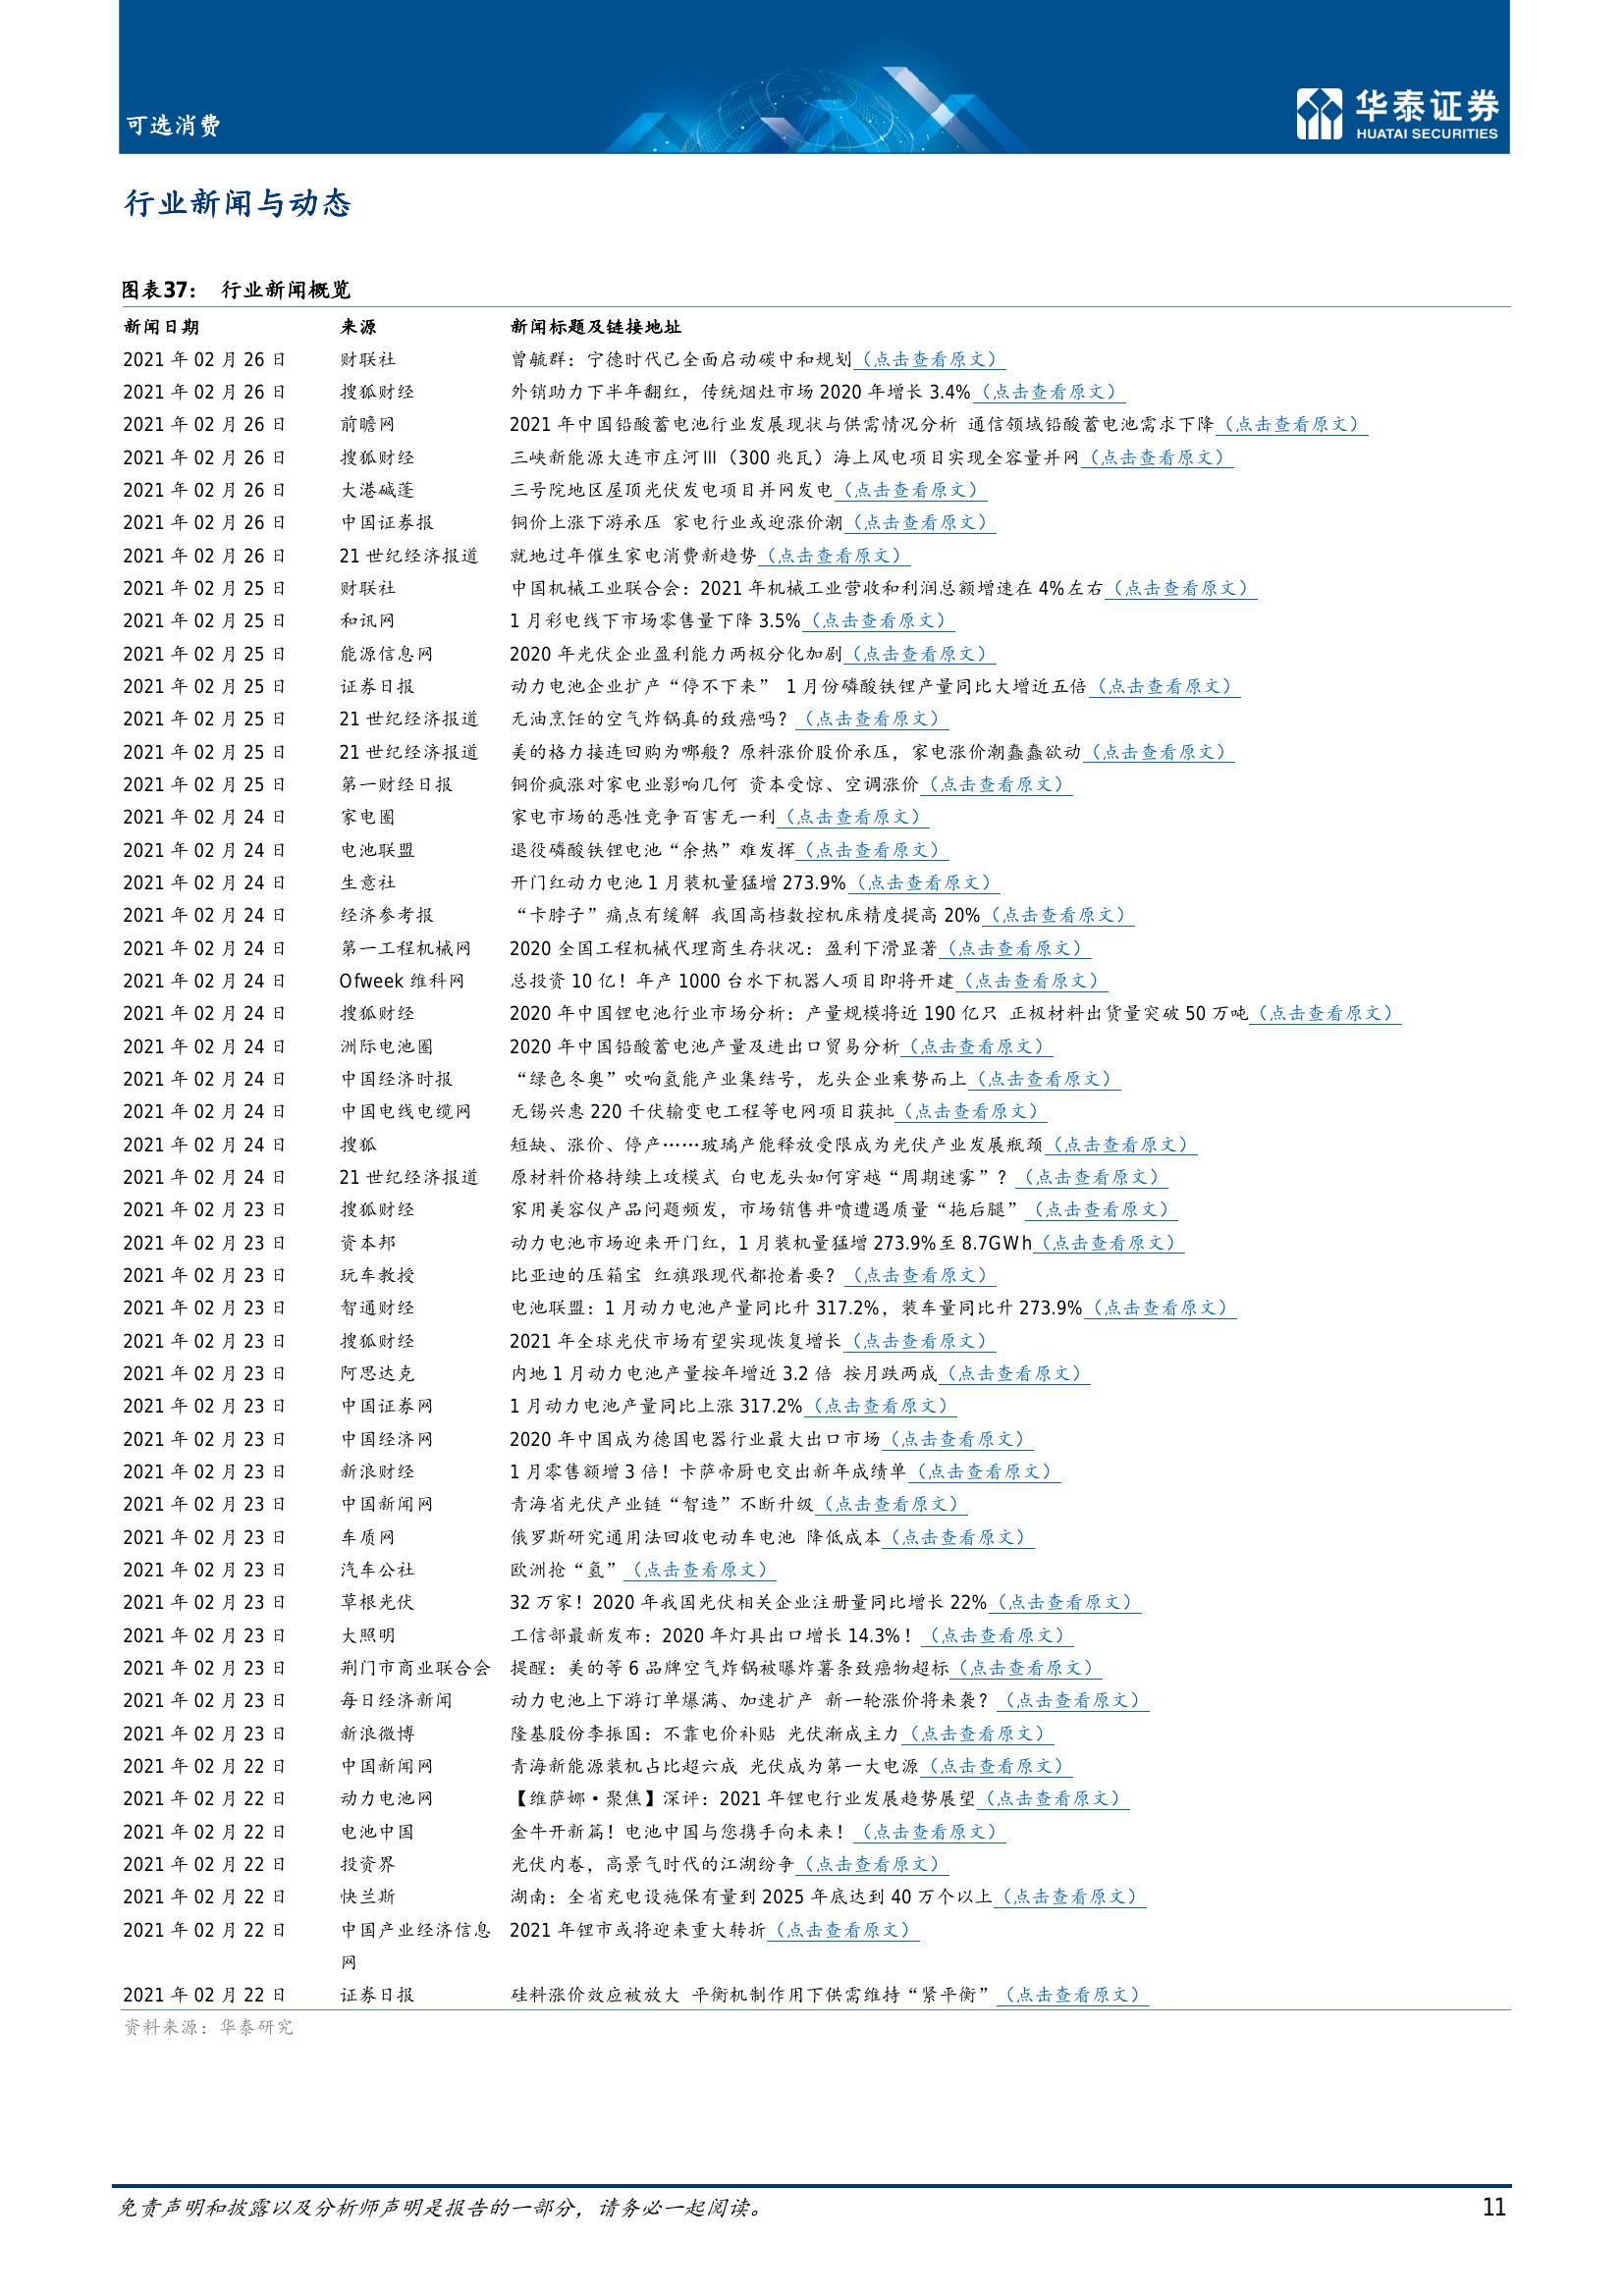 可选消费
华泰证券
HUATAI SECURITIES
行业新闻与动态
图表37： 行业新闻概览
新闻日期 来源 新闻标题及链接地址
2021 年 02 月 26 日 财联社 曾毓群：宁德时代已全面启动碳中和规划（点击查看原文）
2021 年 02 月 26 日 搜狐财经 外销助力下半年翻红，传统烟灶市场 2020 年增长 3.4%（点击查看原文）
2021 年 02 月 26 日 前瞻网 2021 年中国铅酸蓄电池行业发展现状与供需情况分析 通信领域铅酸蓄电池需求下降（点击查看原文）
2021 年 02 月 26 日 搜狐财经 三峡新能源大连市庄河Ⅲ（300 兆瓦）海上风电项目实现全容量并网（点击查看原文）
2021 年 02 月 26 日 大港碱蓬 三号院地区屋顶光伏发电项目并网发电（点击查看原文）
2021 年 02 月 26 日 中国证券报 铜价上涨下游承压 家电行业或迎涨价潮（点击查看原文）
2021 年 02 月 26 日 21 世纪经济报道 就地过年催生家电消费新趋势（点击查看原文）
2021 年 02 月 25 日 财联社 中国机械工业联合会：2021 年机械工业营收和利润总额增速在 4%左右（点击查看原文）
2021 年 02 月 25 日 和讯网 1 月彩电线下市场零售量下降 3.5%（点击查看原文）
2021 年 02 月 25 日 能源信息网 2020 年光伏企业盈利能力两极分化加剧（点击查看原文）
2021 年 02 月 25 日 证券日报 动力电池企业扩产“停不下来” 1 月份磷酸铁锂产量同比大增近五倍（点击查看原文）
2021 年 02 月 25 日 21 世纪经济报道 无油烹饪的空气炸锅真的致癌吗？（点击查看原文）
2021 年 02 月 25 日 21 世纪经济报道 美的格力接连回购为哪般？原料涨价股价承压，家电涨价潮蠢蠢欲动（点击查看原文）
2021 年 02 月 25 日 第一财经日报 铜价疯涨对家电业影响几何 资本受惊、空调涨价（点击查看原文）
2021 年 02 月 24 日 家电圈 家电市场的恶性竞争百害无一利（点击查看原文）
2021 年 02 月 24 日 电池联盟 退役磷酸铁锂电池“余热”难发挥（点击查看原文）
2021 年 02 月 24 日 生意社 开门红动力电池 1 月装机量猛增 273.9%（点击查看原文）
2021 年 02 月 24 日 经济参考报 “卡脖子”痛点有缓解 我国高档数控机床精度提高 20%（点击查看原文）
2021 年 02 月 24 日 第一工程机械网 2020 全国工程机械代理商生存状况：盈利下滑显著（点击查看原文）
2021 年 02 月 24 日 Ofweek 维科网 总投资 10 亿！年产 1000 台水下机器人项目即将开建（点击查看原文）
2021 年 02 月 24 日 搜狐财经 2020 年中国锂电池行业市场分析：产量规模将近 190 亿只 正极材料出货量突破 50 万吨（点击查看原文）
2021 年 02 月 24 日 洲际电池圈 2020 年中国铅酸蓄电池产量及进出口贸易分析（点击查看原文）
2021 年 02 月 24 日 中国经济时报 “绿色冬奥”吹响氢能产业集结号，龙头企业乘势而上（点击查看原文）
2021 年 02 月 24 日 中国电线电缆网 无锡兴惠 220 千伏输变电工程等电网项目获批（点击查看原文）
2021 年 02 月 24 日 搜狐 短缺、涨价、停产……玻璃产能释放受限成为光伏产业发展瓶颈（点击查看原文）
2021 年 02 月 24 日 21 世纪经济报道 原材料价格持续上攻模式 白电龙头如何穿越“周期迷雾”？（点击查看原文）
2021 年 02 月 23 日 搜狐财经 家用美容仪产品问题频发，市场销售井喷遭遇质量“拖后腿”（点击查看原文）
2021 年 02 月 23 日 资本邦 动力电池市场迎来开门红，1 月装机量猛增 273.9%至 8.7GWh（点击查看原文）
2021 年 02 月 23 日 玩车教授 比亚迪的压箱宝 红旗跟现代都抢着要？（点击查看原文）
2021 年 02 月 23 日 智通财经 电池联盟：1 月动力电池产量同比升 317.2%，装车量同比升 273.9%（点击查看原文）
2021 年 02 月 23 日 搜狐财经 2021 年全球光伏市场有望实现恢复增长（点击查看原文）
2021 年 02 月 23 日 阿思达克 内地 1 月动力电池产量按年增近 3.2 倍 按月跌两成（点击查看原文）
2021 年 02 月 23 日 中国证券网 1 月动力电池产量同比上涨 317.2%（点击查看原文）
2021 年 02 月 23 日 中国经济网 2020 年中国成为德国电器行业最大出口市场（点击查看原文）
2021 年 02 月 23 日 新浪财经 1 月零售额增 3 倍！卡萨帝厨电交出新年成绩单（点击查看原文）
2021 年 02 月 23 日 中国新闻网 青海省光伏产业链“智造”不断升级（点击查看原文）
2021 年 02 月 23 日 车质网 俄罗斯研究通用法回收电动车电池 降低成本（点击查看原文）
2021 年 02 月 23 日 汽车公社 欧洲抢“氢”（点击查看原文）
2021 年 02 月 23 日 草根光伏 32 万家！2020 年我国光伏相关企业注册量同比增长 22%（点击查看原文）
2021 年 02 月 23 日 大照明 工信部最新发布：2020 年灯具出口增长 14.3%！（点击查看原文）
2021 年 02 月 23 日 荆门市商业联合会 提醒：美的等 6 品牌空气炸锅被曝炸薯条致癌物超标（点击查看原文）
2021 年 02 月 23 日 每日经济新闻 动力电池上下游订单爆满、加速扩产 新一轮涨价将来袭？（点击查看原文）
2021 年 02 月 23 日 新浪微博 隆基股份李振国：不靠电价补贴 光伏渐成主力（点击查看原文）
2021 年 02 月 22 日 中国新闻网 青海新能源装机占比超六成 光伏成为第一大电源（点击查看原文）
2021 年 02 月 22 日 动力电池网 【维萨娜•聚焦】深评：2021 年锂电行业发展趋势展望（点击查看原文）
2021 年 02 月 22 日 电池中国 金牛开新篇！电池中国与您携手向未来！（点击查看原文）
2021 年 02 月 22 日 投资界 光伏内卷，高景气时代的江湖纷争（点击查看原文）
2021 年 02 月 22 日 快兰斯 湖南：全省充电设施保有量到 2025 年底达到 40 万个以上（点击查看原文）
2021 年 02 月 22 日 中国产业经济信息 2021 年锂市或将迎来重大转折（点击查看原文）
网
2021 年 02 月 22 日 证券日报 硅料涨价效应被放大 平衡机制作用下供需维持“紧平衡”（点击查看原文）
资料来源：华泰研究
免责声明和披露以及分析师声明是报告的一部分，请务必一起阅读。 11